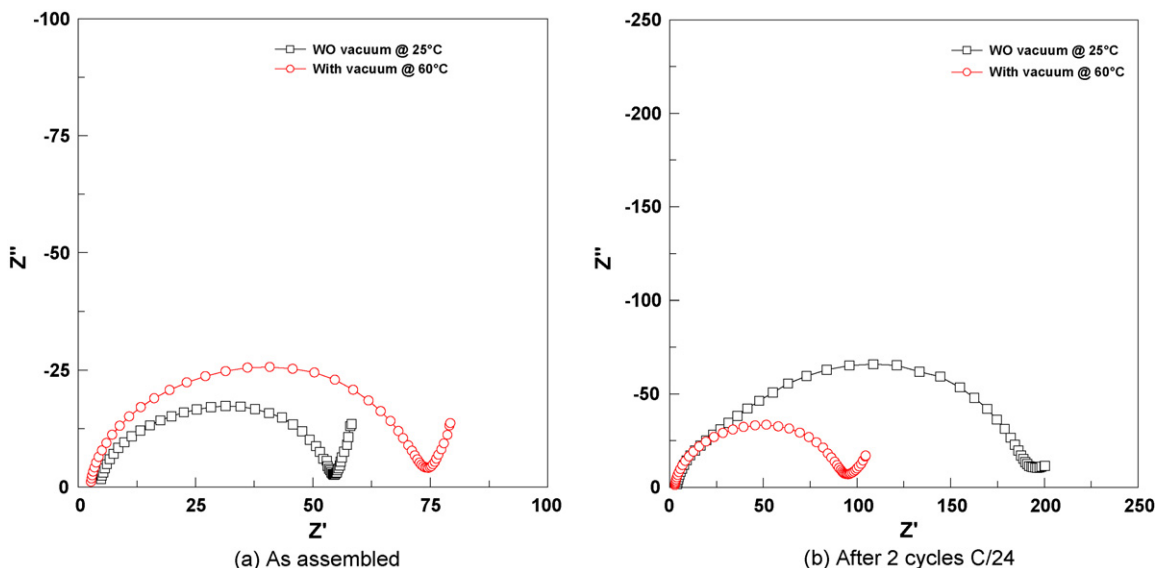 -100
-75
-50
-25
0
0
25
50
75
100
Z''
Z'
WO vacuum @ 25°C
With vacuum @ 60°C
(a) As assembled
-250
-200
-150
-100
-50
0
0
50
100
150
200
250
Z''
Z'
WO vacuum @ 25°C
With vacuum @ 60°C
(b) After 2 cycles C/24